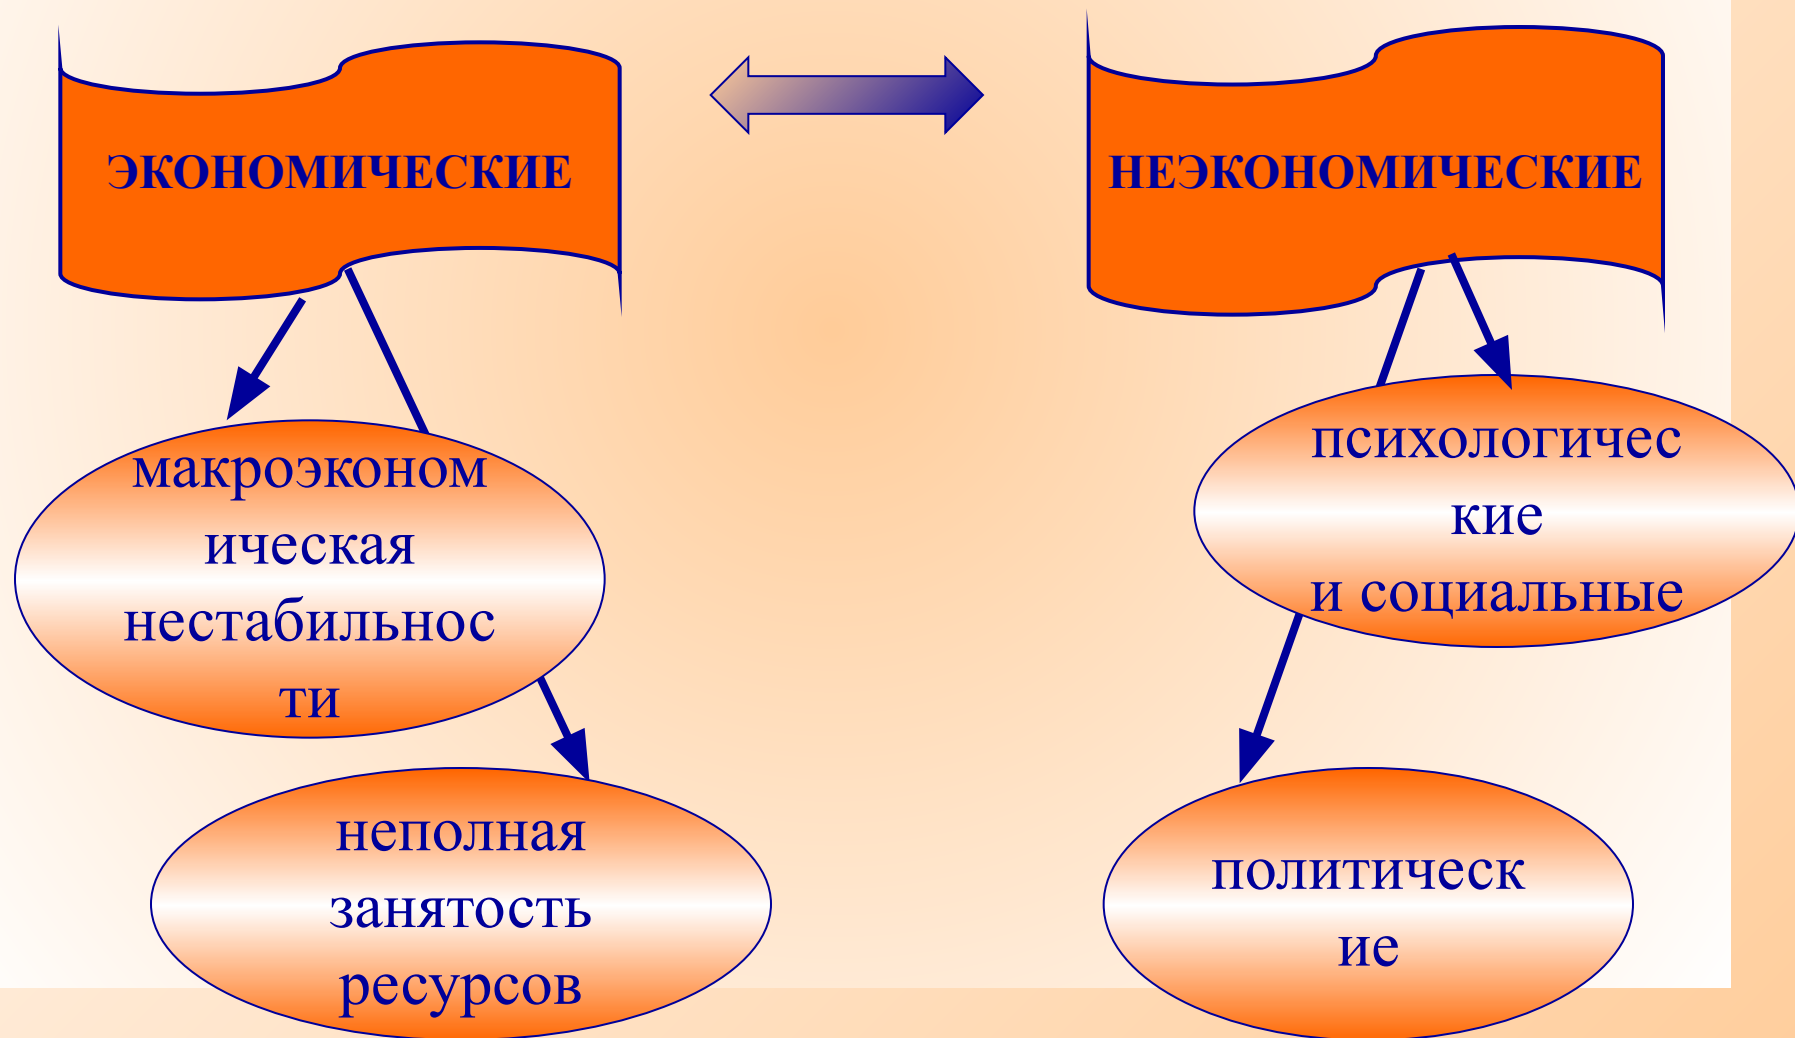 ЭКОНОМИЧЕСКИЕ
НЕЭКОНОМИЧЕСКИЕ
макроэконом
ическая
нестабильнос
ти
психологичес
кие
и социальные
неполная
занятость
ресурсов
политическ
ие